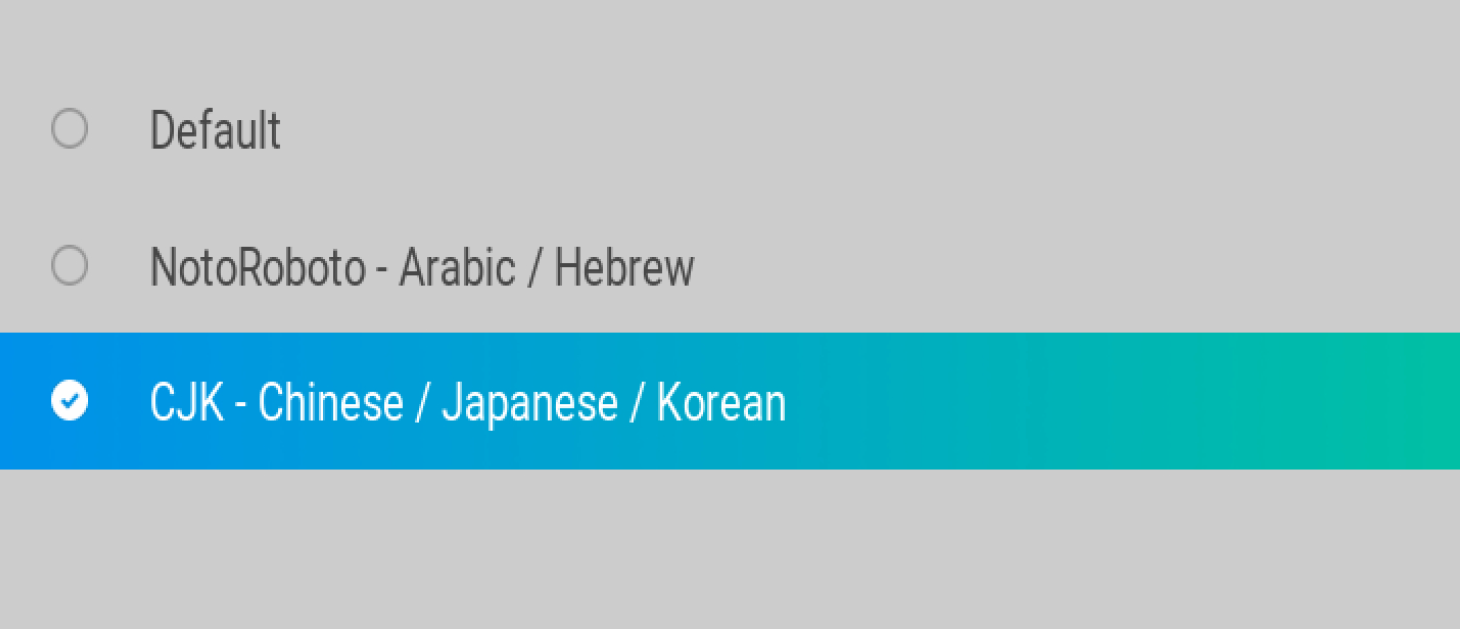 Default
NotoRoboto - Arabic / Hebrew
CJK - Chinese / Japanese / Korean